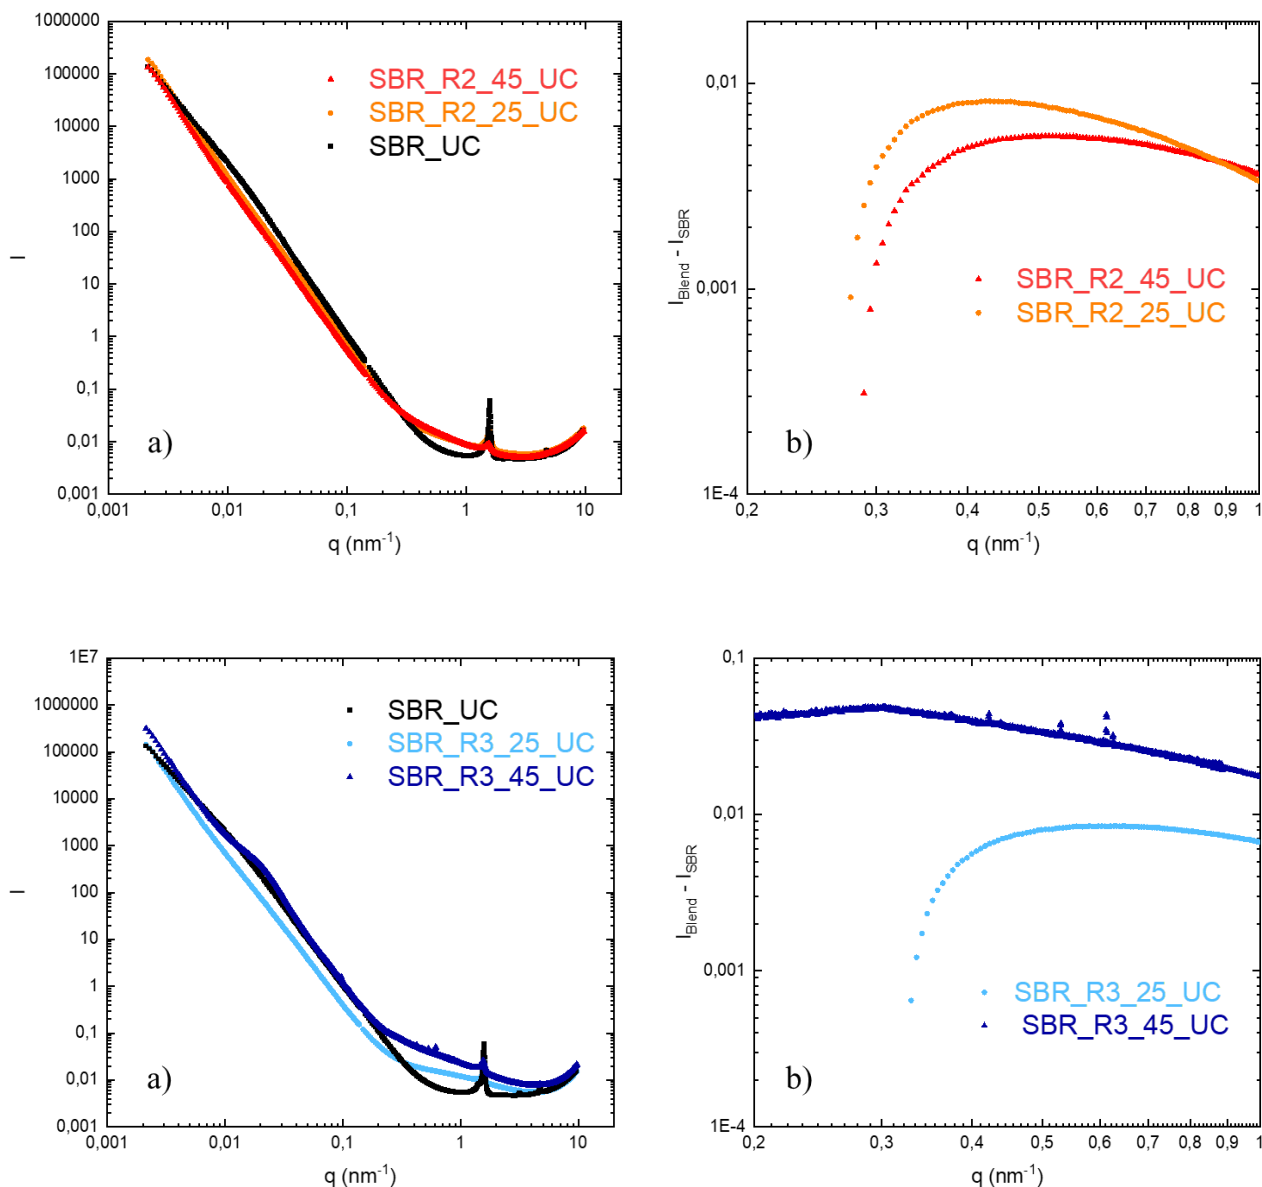 1000000
100000
10000
1000
100
10
1
0,1
0,01
0,001
I
SBR_R2_45_UC
SBR_R2_25_UC
SBR_UC
a)
0,001 0,01 0,1 1 10
q (nm-1)
0,01
0,001
1E-4
IBlend - ISBR
SBR_R2_45_UC
SBR_R2_25_UC
b)
0,2 0,3 0,4 0,5 0,6 0,7 0,8 0,9 1
q (nm-1)
1E7
1000000
100000
10000
1000
100
10
1
0,1
0,01
0,001
I
SBR_UC
SBR_R3_25_UC
SBR_R3_45_UC
a)
0,001 0,01 0,1 1 10
q (nm-1)
0,1
0,01
0,001
1E-4
IBlend - ISBR
SBR_R3_25_UC
SBR_R3_45_UC
b)
0,2 0,3 0,4 0,5 0,6 0,7 0,8 0,9 1
q (nm-1)